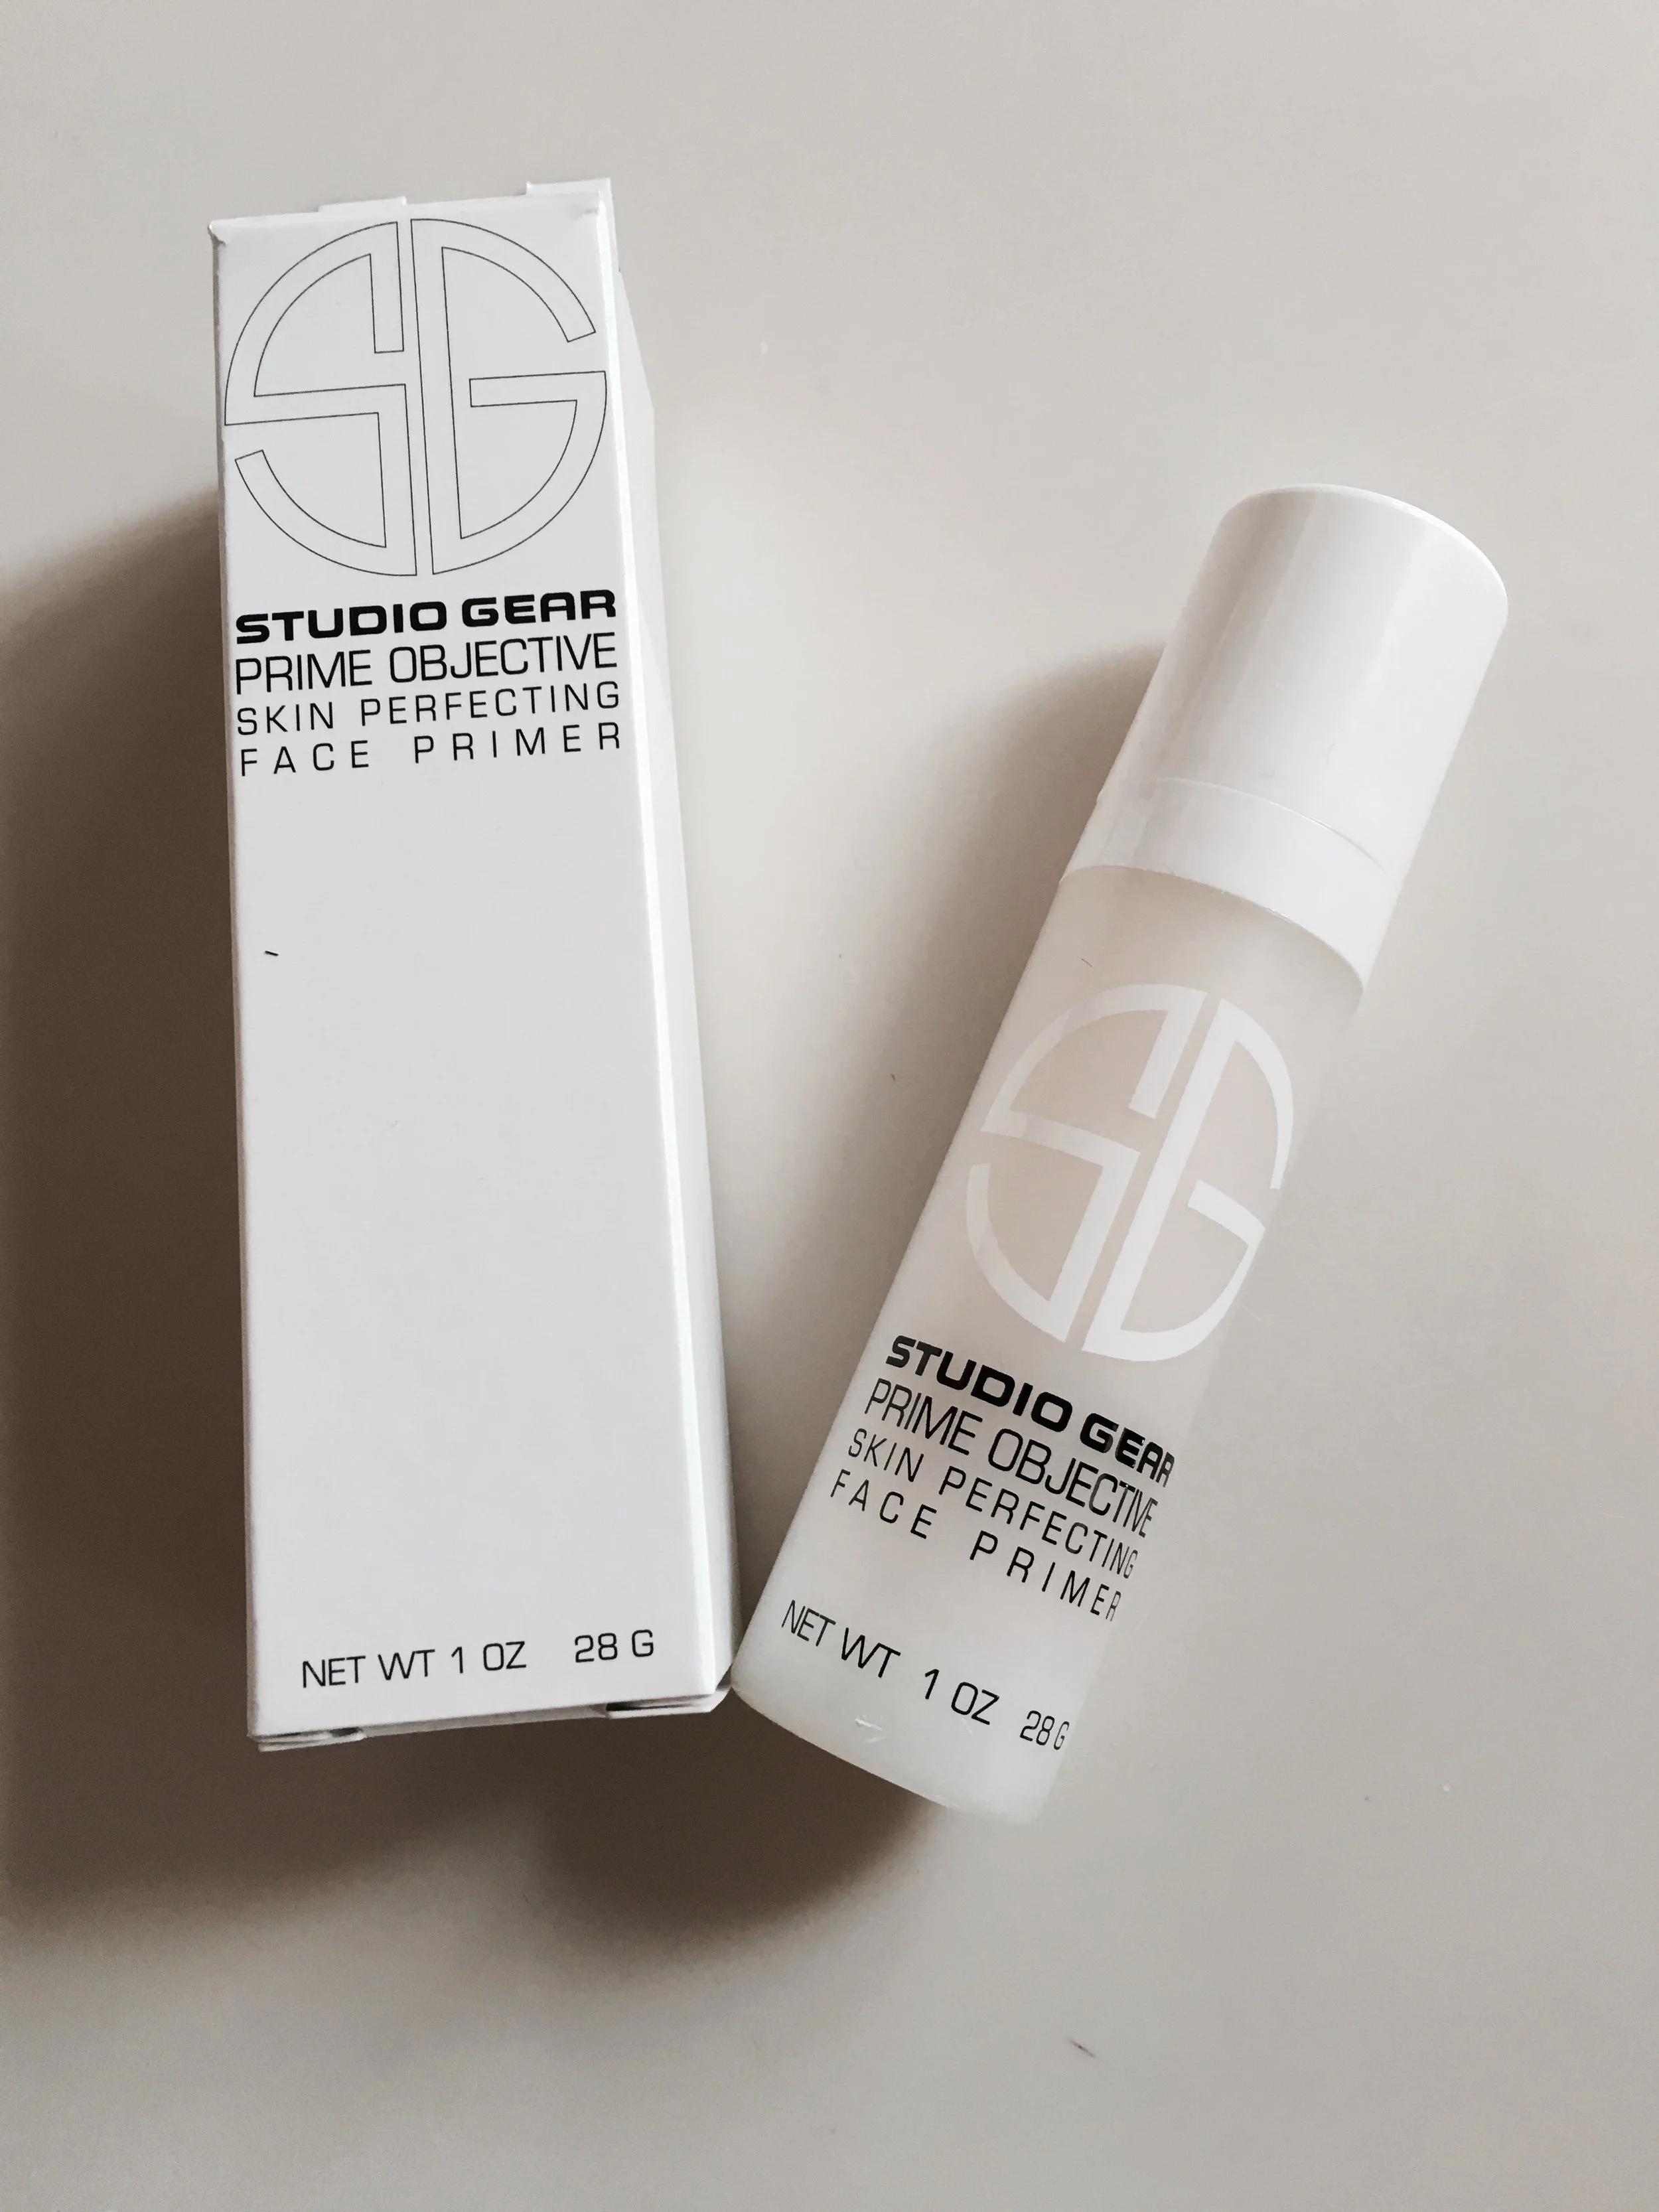 SG
STUDIO GEAR
PRIME OBJECTIVE
SKIN PERFECTING
FACE PRIMER
NET WT 1 OZ 28 G
SG
STUDIO GEAR
PRIME OBJECTIVE
SKIN PERFECTING
FACE PRIMER
NET WT 1 OZ 28 G